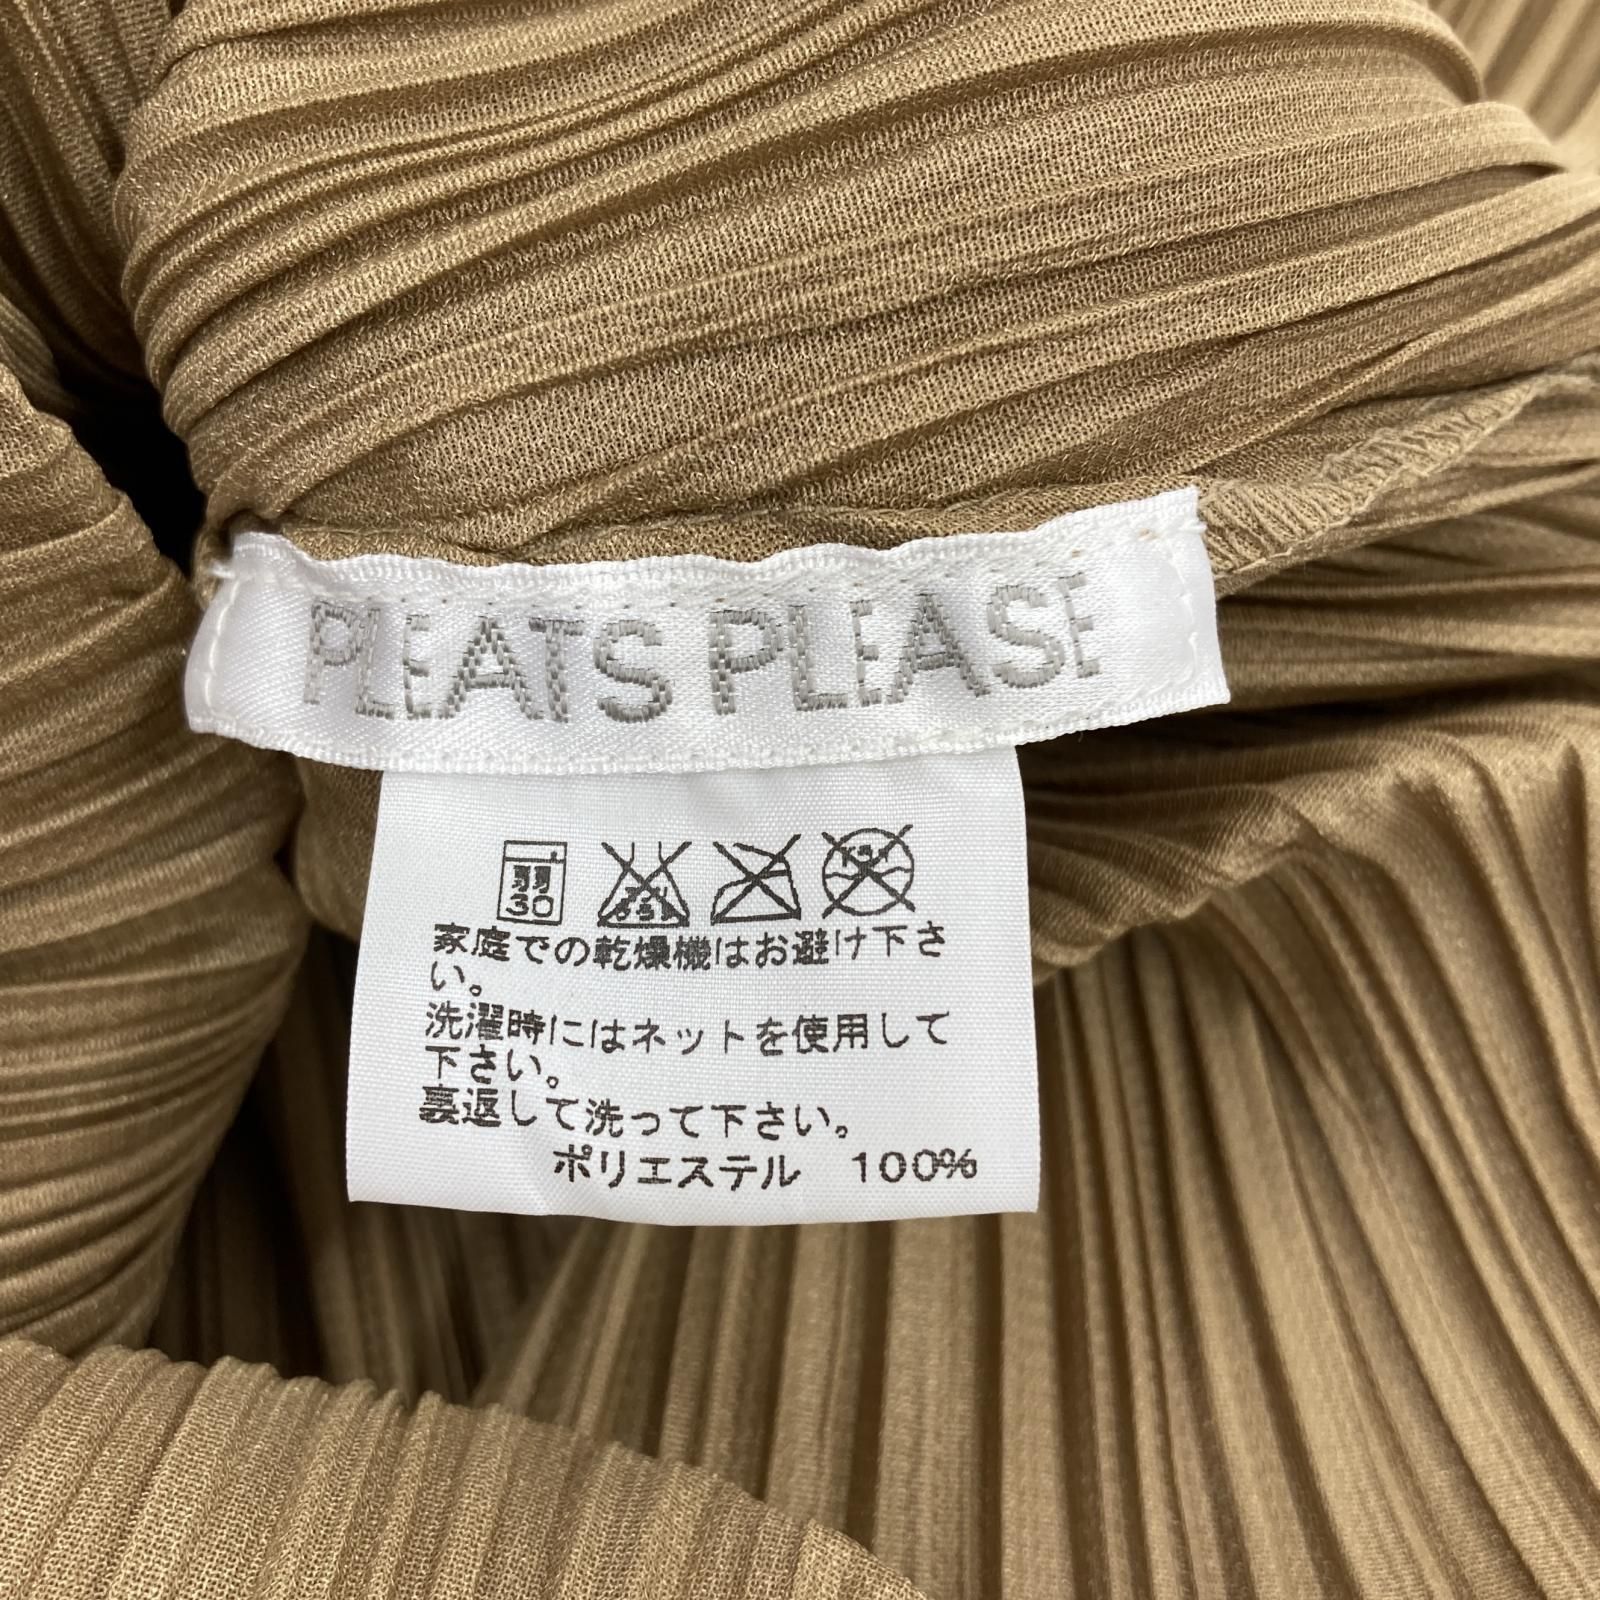 PLEATS PLEASE
弱
30
家庭での乾燥機はお避け下さ
い。
洗濯時にはネットを使用して
下さい。
裏返して洗って下さい。
ポリエステル 100%